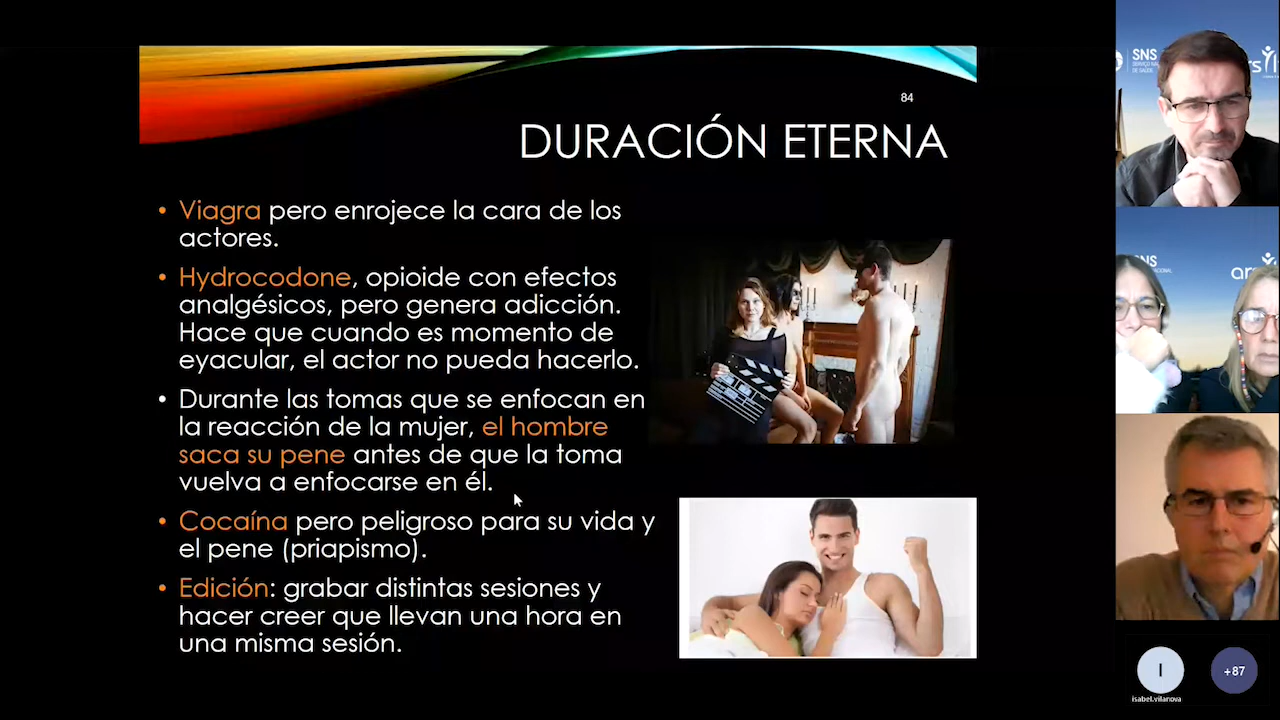 84
DURACIÓN ETERNA
• Viagra pero enrojece la cara de los
actores.
• Hydrocodone, opioide con efectos
analgésicos, pero genera adicción.
Hace que cuando es momento de
eyacular, el actor no pueda hacerlo.
• Durante las tomas que se enfocan en
la reacción de la mujer, el hombre
saca su pene antes de que la toma
vuelva a enfocarse en él.
• Cocaína pero peligroso para su vida y
el pene (priapismo).
• Edición: grabar distintas sesiones y
hacer creer que llevan una hora en
una misma sesión.
SNS
SNS
I
+87
isabel.vilanova